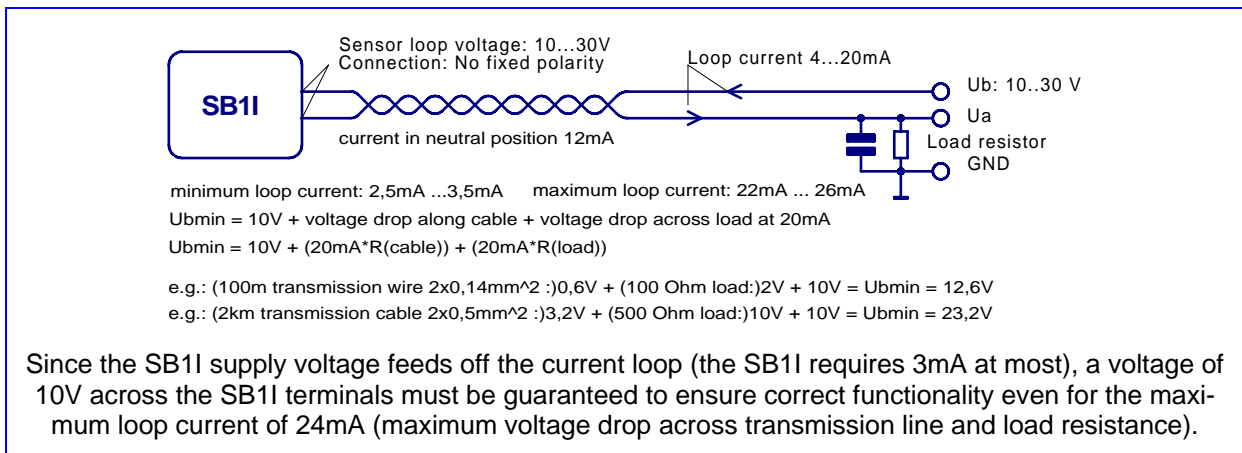 Sensor loop voltage: 10...30V
Connection: No fixed polarity
Loop current 4...20mA
SB1I
Ub: 10..30 V
Ua
current in neutral position 12mA
Load resistor
GND
minimum loop current: 2,5mA ...3,5mA maximum loop current: 22mA ... 26mA
Ubmin = 10V + voltage drop along cable + voltage drop across load at 20mA
Ubmin = 10V + (20mA*R(cable)) + (20mA*R(load))
e.g.: (100m transmission wire 2x0,14mm^2 :)0,6V + (100 Ohm load:)2V + 10V = Ubmin = 12,6V
e.g.: (2km transmission cable 2x0,5mm^2 :)3,2V + (500 Ohm load:)10V + 10V = Ubmin = 23,2V
Since the SB1I supply voltage feeds off the current loop (the SB1I requires 3mA at most), a voltage of
10V across the SB1I terminals must be guaranteed to ensure correct functionality even for the maxi-
mum loop current of 24mA (maximum voltage drop across transmission line and load resistance).